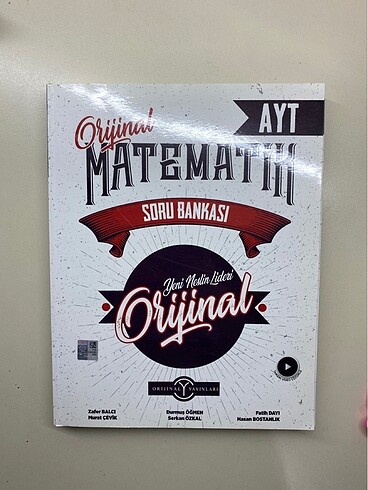 AYT
Orijinal
MATEMATİK
SORU BANKASI
Yeni Neslin Lideri
Orijinal
ORİJİNAL YAYINLARI
Zafer BALCI
Murat ÇEVİK
Durmuş ÖĞMEN
Serkan ÖZKAL
Fatih DAYI
Hasan BOSTANLIK